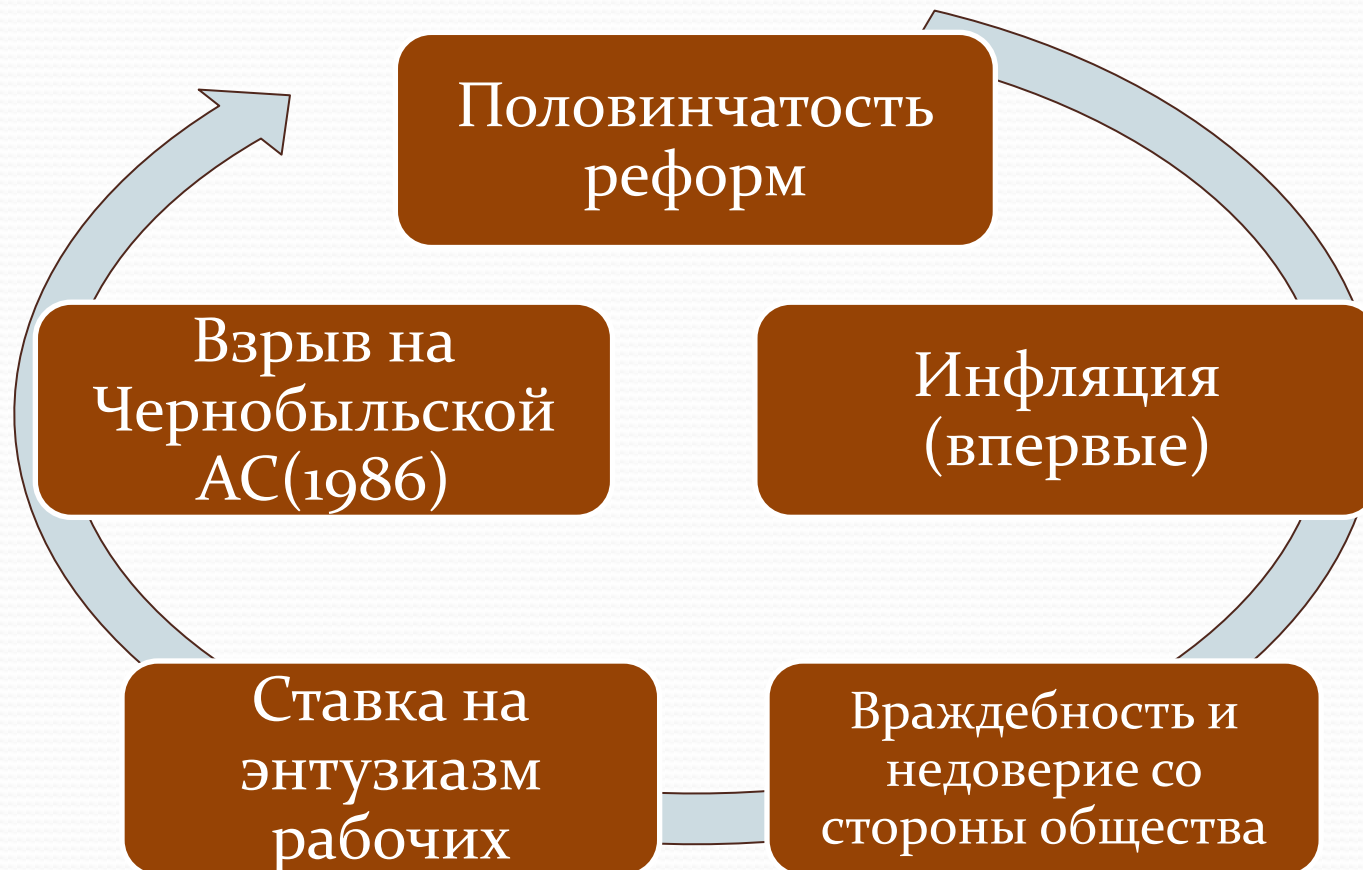 Половинчатость
реформ
Инфляция
(впервые)
Враждебность и
недоверие со
стороны общества
Ставка на
энтузиазм
рабочих
Взрыв на
Чернобыльской
АС(1986)